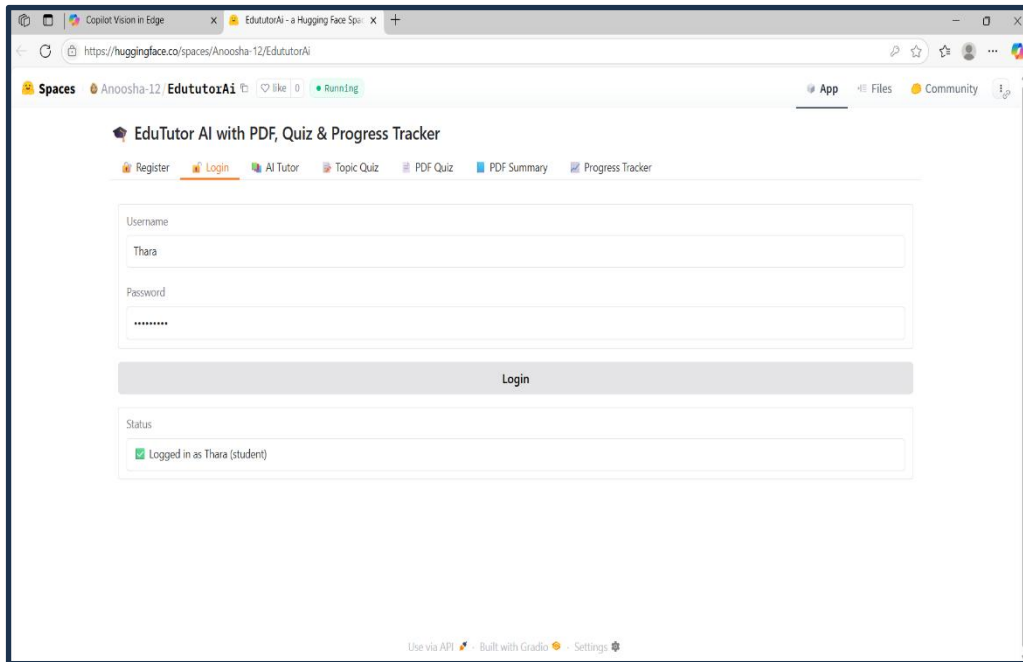 Copilot Vision in Edge
EdututorAi - a Hugging Face Spac
https://huggingface.co/spaces/Anoosha-12/EdututorAi
Spaces Anoosha-12/EdututorAi like 0 Running App Files Community
EduTutor AI with PDF, Quiz & Progress Tracker
Register Login AI Tutor Topic Quiz PDF Quiz PDF Summary Progress Tracker
Username
Thara
Password
•••••••••
Login
Status
Logged in as Thara (student)
Use via API · Built with Gradio · Settings